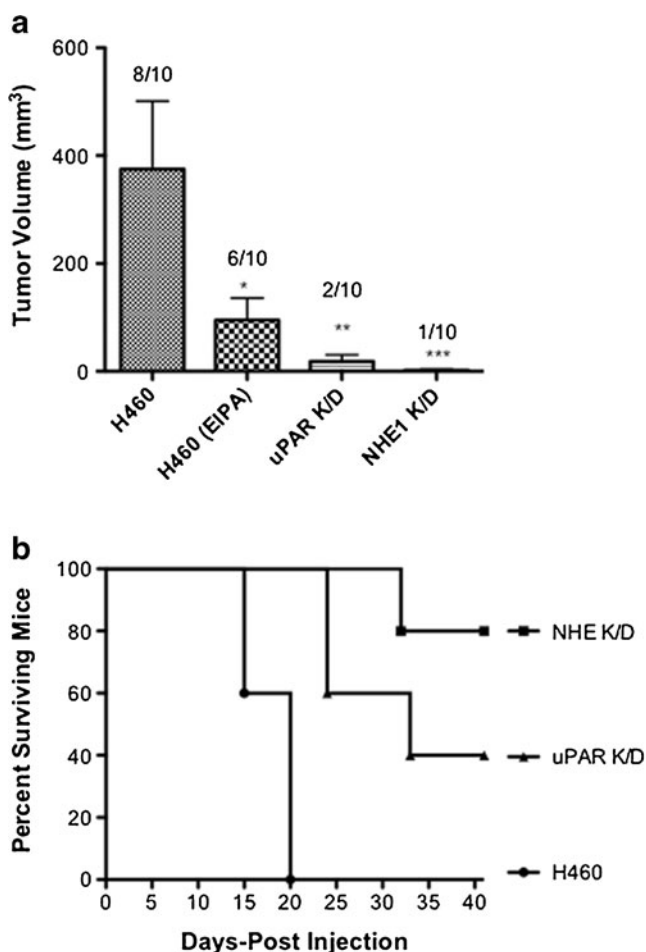 a
600
400
200
0
Tumor Volume (mm³)
8/10
6/10
*
2/10
**
1/10
***
H460
H460 (EIPA)
uPAR K/D
NHE1 K/D
b
100
80
60
40
20
0
Percent Surviving Mice
NHE K/D
uPAR K/D
H460
0 5 10 15 20 25 30 35 40
Days-Post Injection